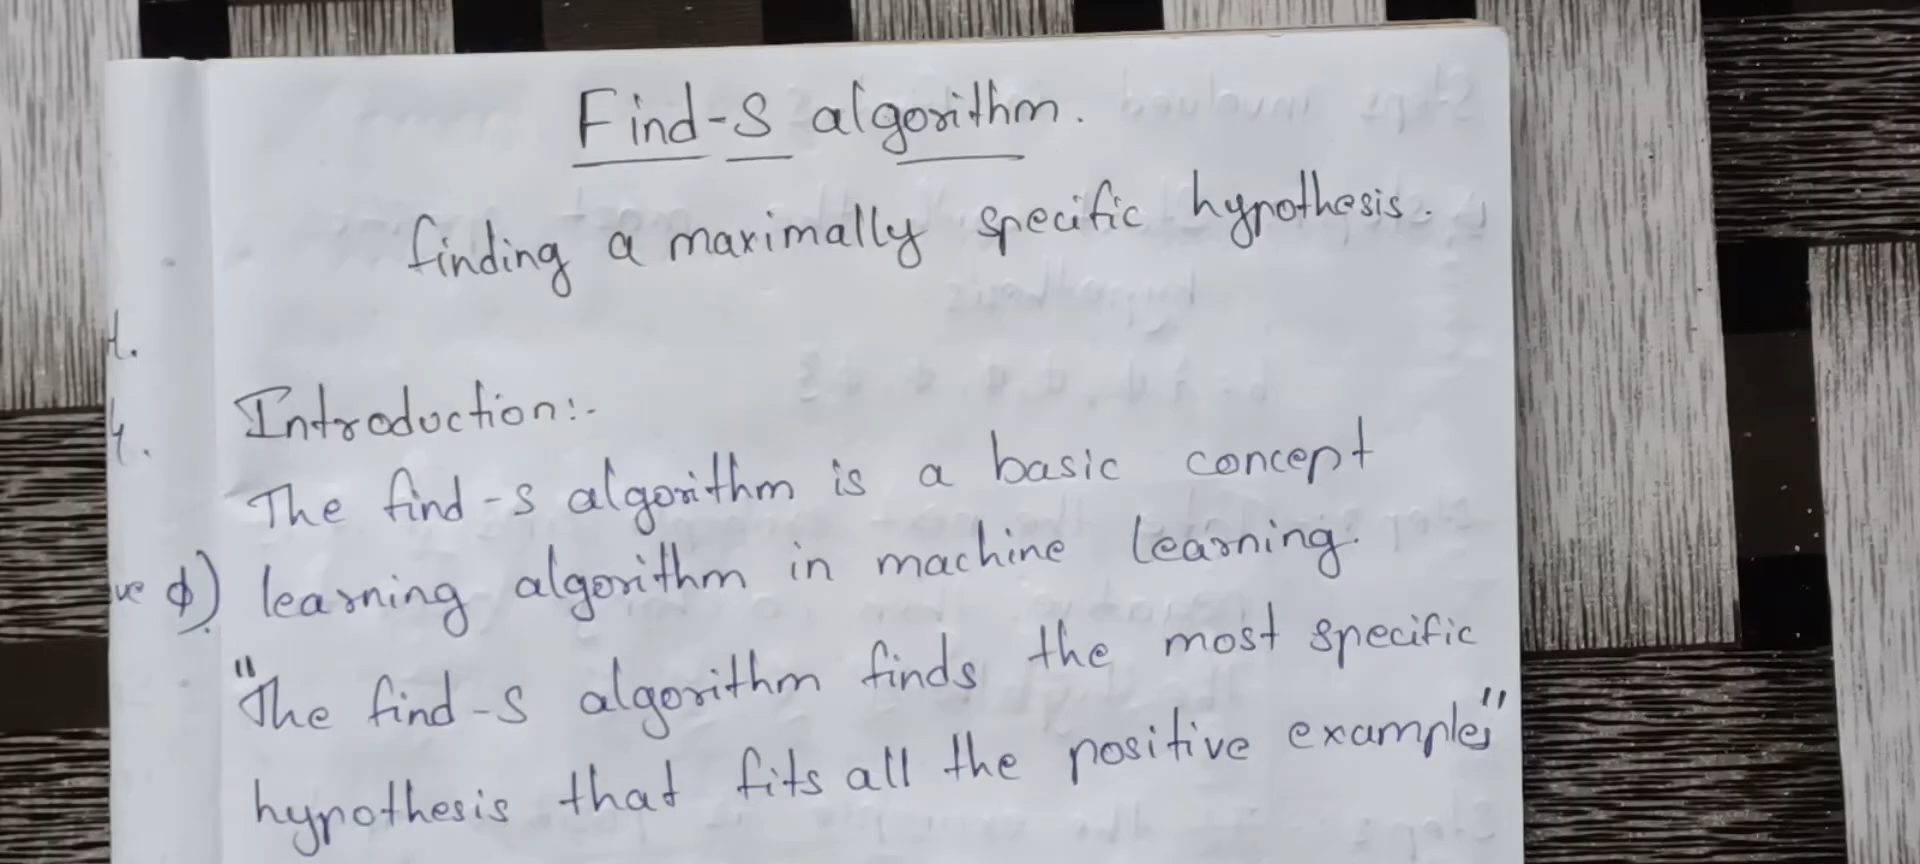 Find-S algorithm.
finding a maximally specific hypothesis.
Introduction:-
The find-s algorithm is a basic concept
learning algorithm in machine learning.
"The find-s algorithm finds the most specific
hypothesis that fits all the positive examples"